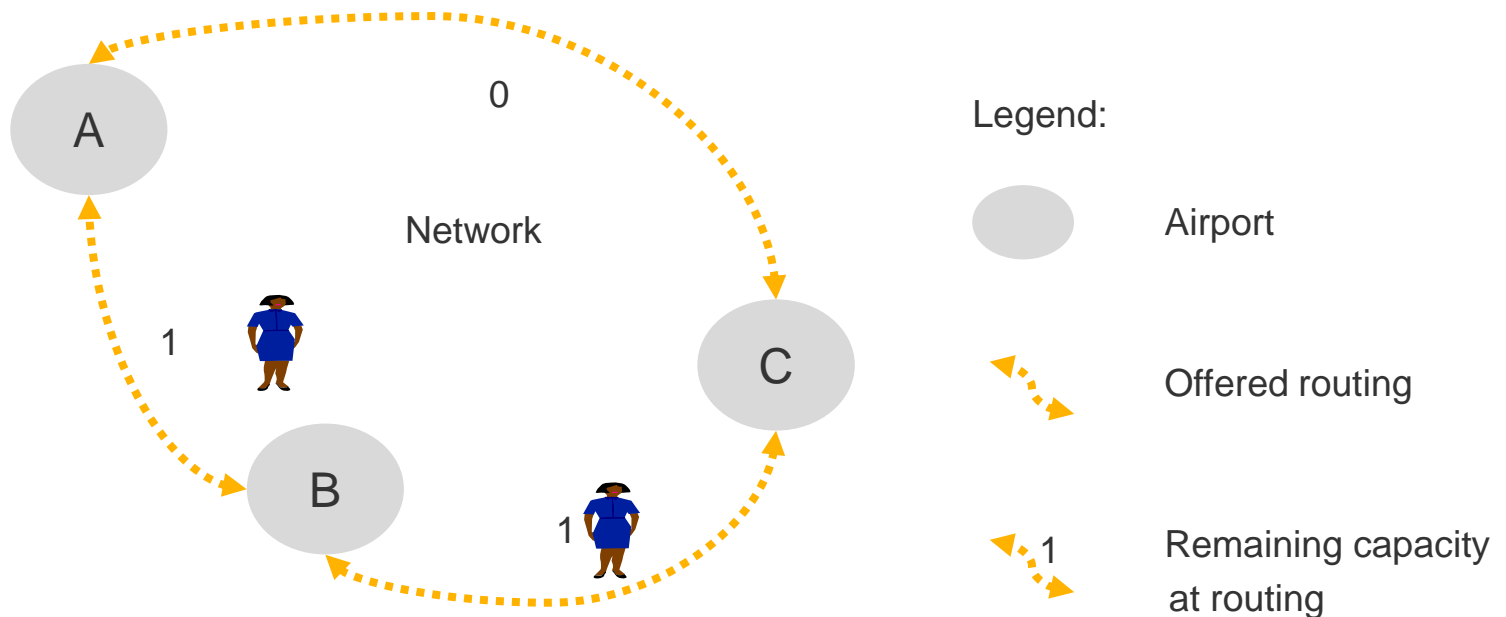 A
0
Legend:
Network
Airport
1
C
Offered routing
B
1
1
Remaining capacity
at routing